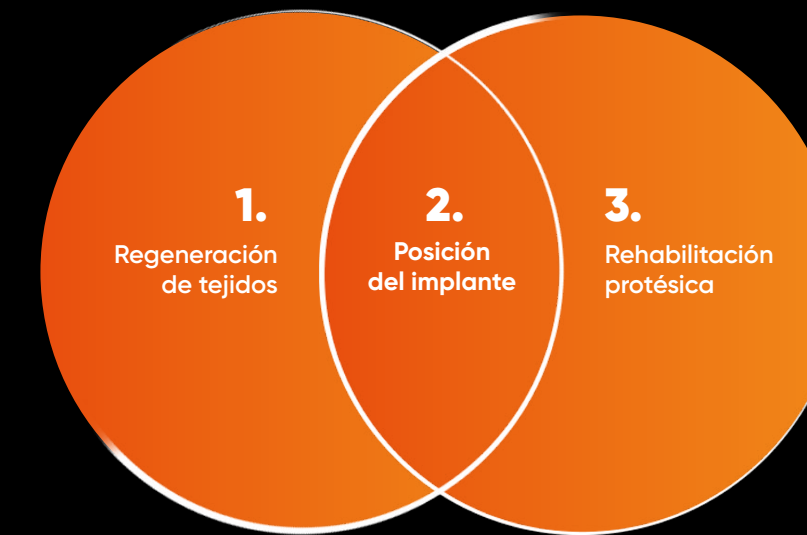 1.
Regeneración
de tejidos
2.
Posición
del implante
3.
Rehabilitación
protésica